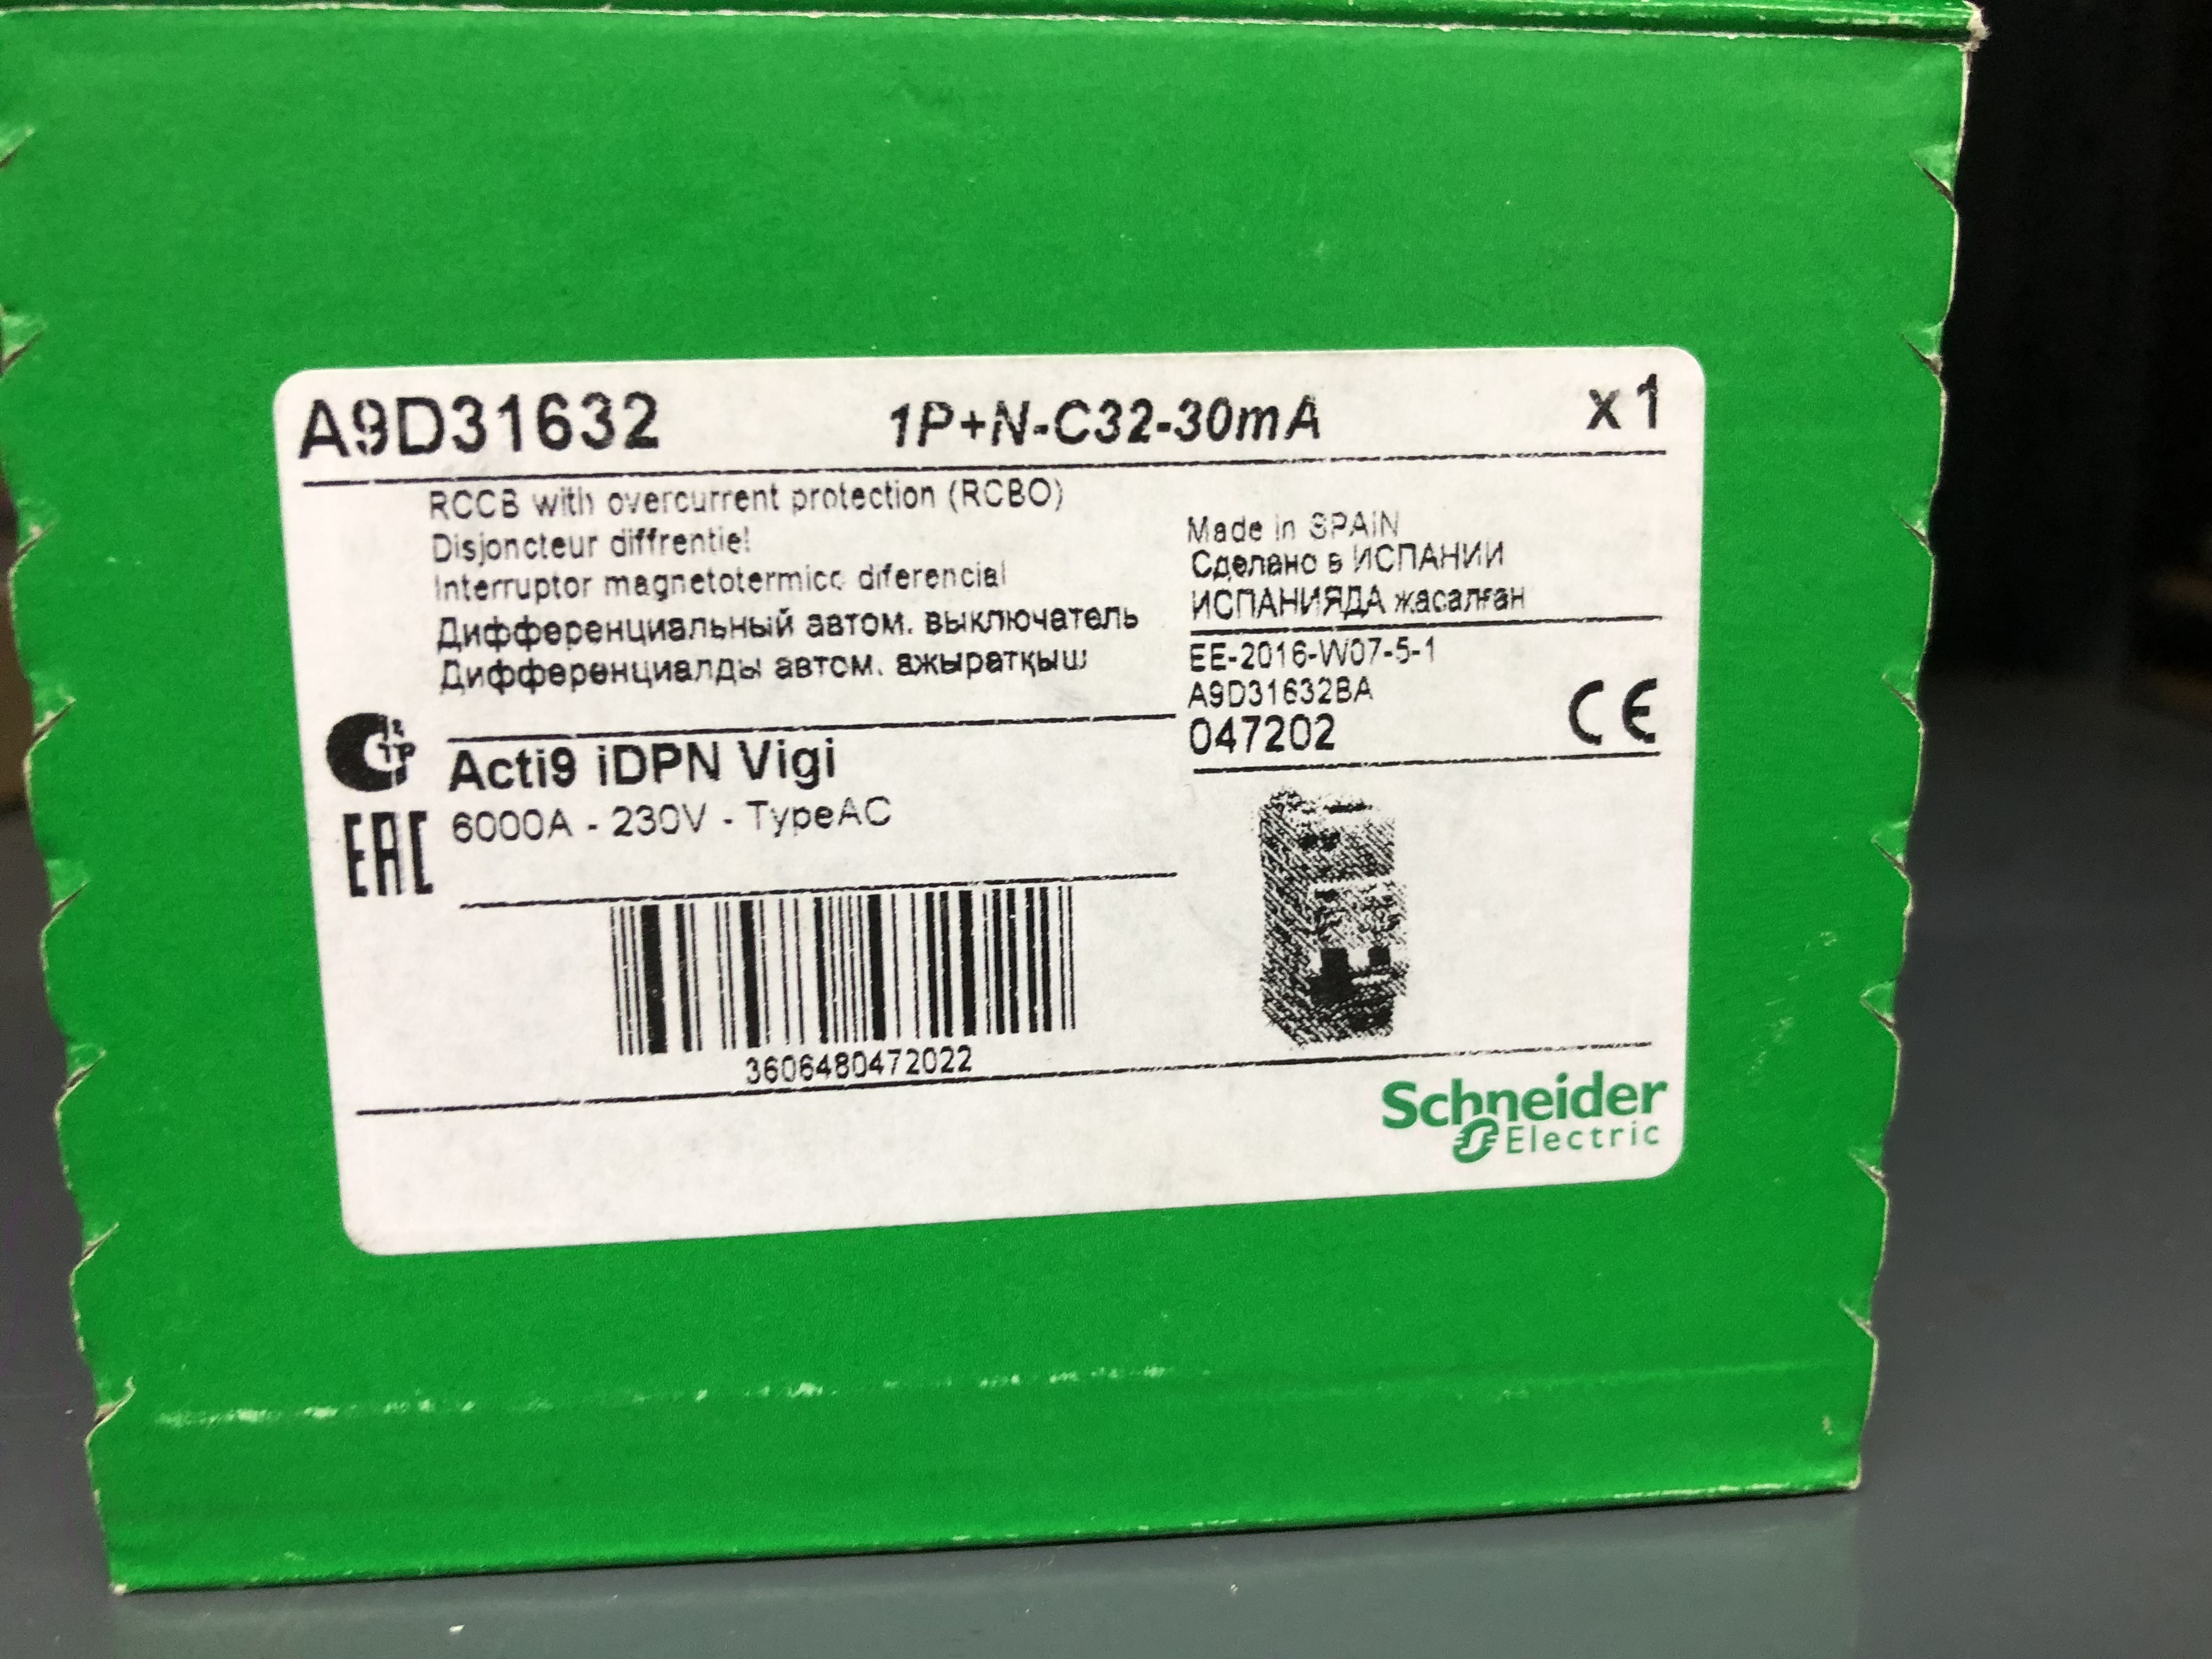 A9D31632 1P+N-C32-30mA x1
RCCB with overcurrent protection (RCBO)
Disjoncteur diffrentiel
Interruptor magnetotermico diferencial
Дифференциальный автом. выключатель
Дифференциалды автом. ажыратқыш
Made in SPAIN
Сделано в ИСПАНИИ
ИСПАНИЯДА жасалған
EE-2016-W07-5-1
A9D31632BA
047202
CE
Acti9 iDPN Vigi
6000A - 230V - TypeAC
EAC
3606480472022
Schneider
Electric